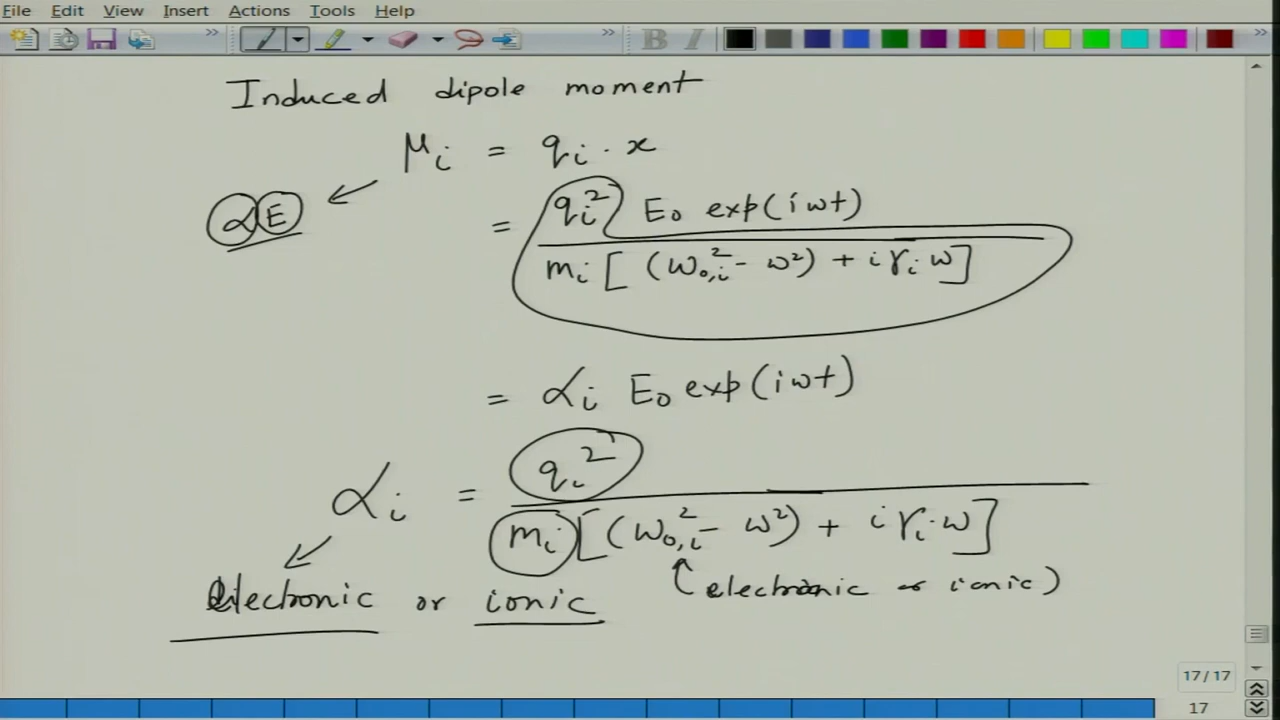 File Edit View Insert Actions Tools Help
Induced dipole moment
μi = qi · x
αE
= qi² E0 exp(iωt)
mi [ (ω0,i² - ω²) + i γi ω ]
= αi E0 exp(iωt)
αi = qi²
mi [ (ω0,i² - ω²) + i γi · ω ]
electronic or ionic (electronic or ionic)
17 / 17
17